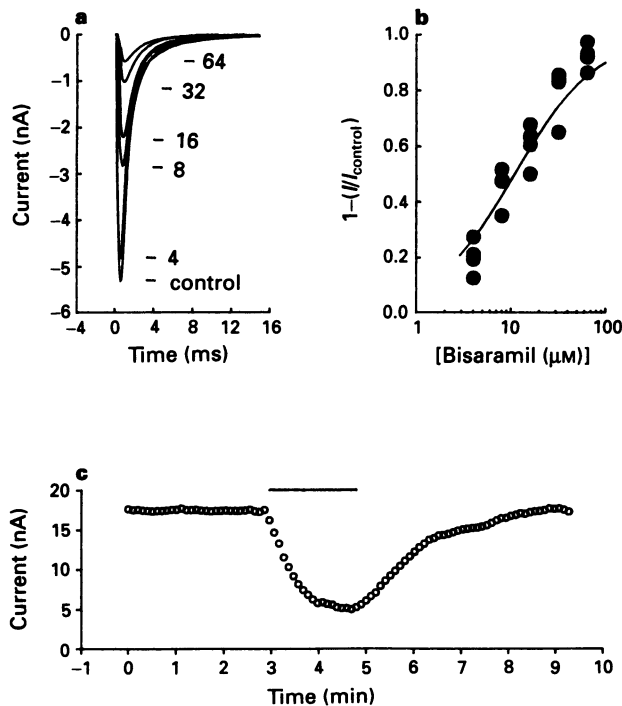 a
Current (nA)
0
−1
−2
−3
−4
−5
−6
− 64
− 32
− 16
− 8
− 4
− control
−4 0 4 8 12 16
Time (ms)
b
1−(I/Icontrol)
1.0
0.8
0.6
0.4
0.2
0.0
1 10 100
[Bisaramil (µM)]
c
Current (nA)
20
15
10
5
0
−1 0 1 2 3 4 5 6 7 8 9 10
Time (min)